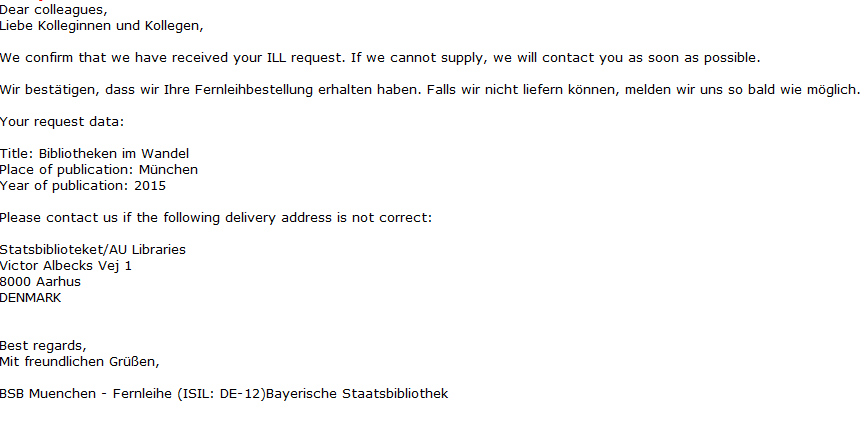 Dear colleagues,
Liebe Kolleginnen und Kollegen,
We confirm that we have received your ILL request. If we cannot supply, we will contact you as soon as possible.
Wir bestätigen, dass wir Ihre Fernleihbestellung erhalten haben. Falls wir nicht liefern können, melden wir uns so bald wie möglich.
Your request data:
Title: Bibliotheken im Wandel
Place of publication: München
Year of publication: 2015
Please contact us if the following delivery address is not correct:
Statsbiblioteket/AU Libraries
Victor Albecks Vej 1
8000 Aarhus
DENMARK
Best regards,
Mit freundlichen Grüßen,
BSB Muenchen - Fernleihe (ISIL: DE-12)Bayerische Staatsbibliothek